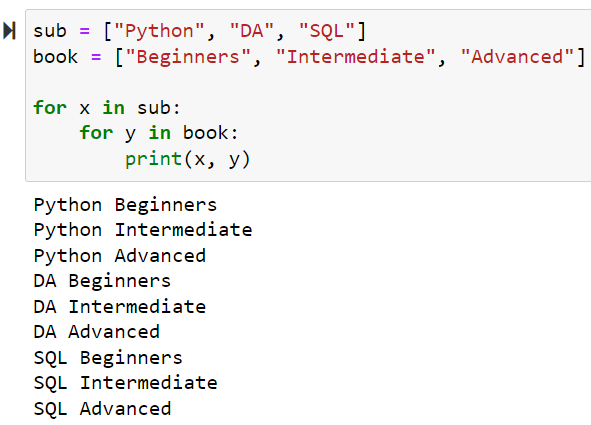 sub = ["Python", "DA", "SQL"]
book = ["Beginners", "Intermediate", "Advanced"]
for x in sub:
    for y in book:
        print(x, y)
Python Beginners
Python Intermediate
Python Advanced
DA Beginners
DA Intermediate
DA Advanced
SQL Beginners
SQL Intermediate
SQL Advanced